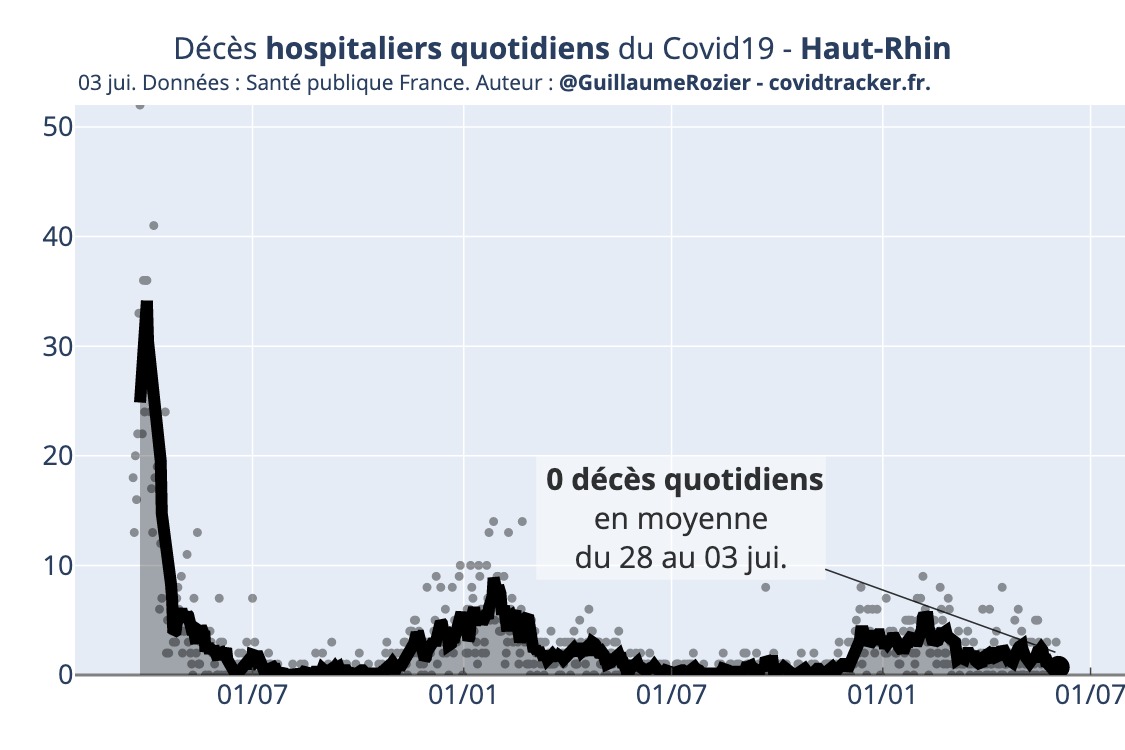 Décès hospitaliers quotidiens du Covid19 - Haut-Rhin
03 jui. Données : Santé publique France. Auteur : @GuillaumeRozier - covidtracker.fr.
50
40
30
20
10
0
0 décès quotidiens
en moyenne
du 28 au 03 jui.
01/07
01/01
01/07
01/01
01/07